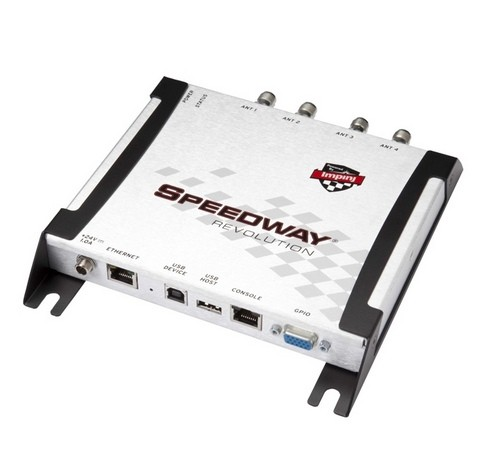 POWER
STATUS
ANT 1
ANT 2
ANT 3
ANT 4
Impinj
SPEEDWAY®
REVOLUTION
+24V⎓
1.0A
ETHERNET
USB
DEVICE
USB
HOST
CONSOLE
GPIO